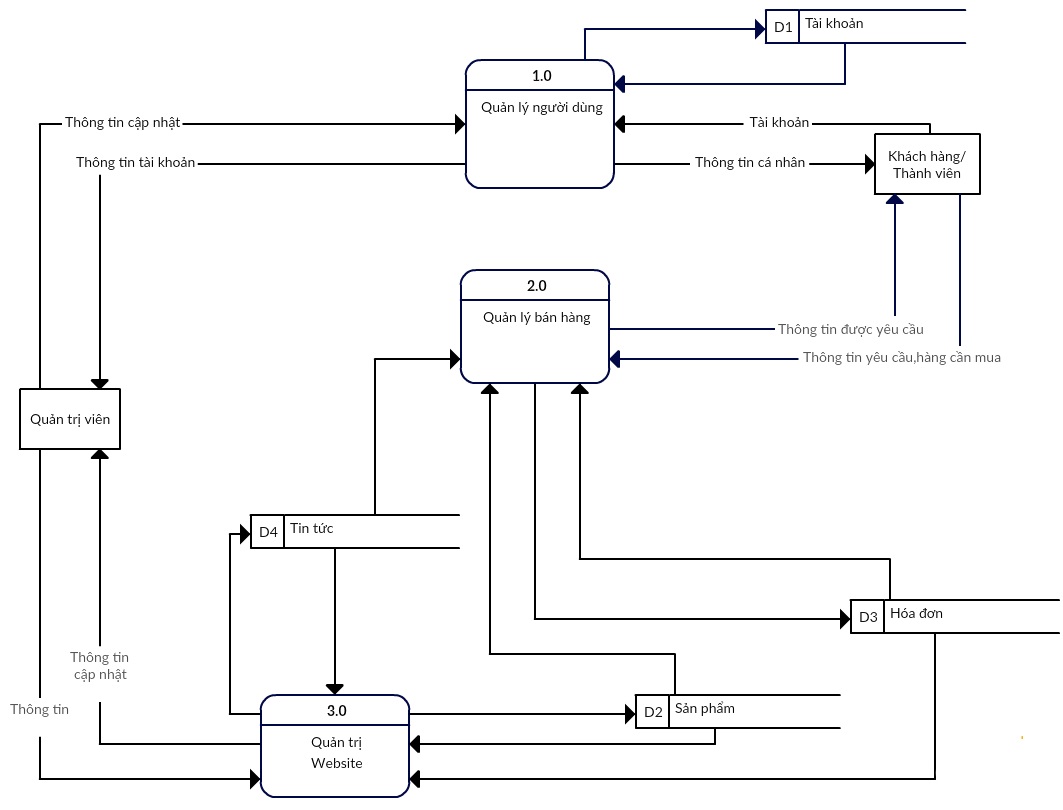 D1 Tài khoản
1.0
Quản lý người dùng
Thông tin cập nhật
Tài khoản
Thông tin tài khoản
Thông tin cá nhân
Khách hàng/
Thành viên
2.0
Quản lý bán hàng
Thông tin được yêu cầu
Thông tin yêu cầu,hàng cần mua
Quản trị viên
D4 Tin tức
D3 Hóa đơn
Thông tin
cập nhật
Thông tin
3.0
Quản trị
Website
D2 Sản phẩm